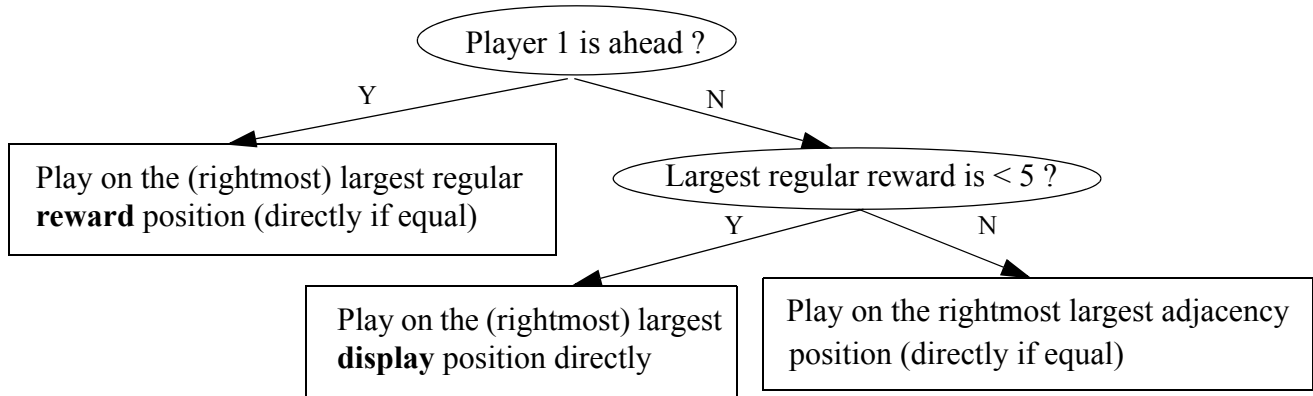 Player 1 is ahead ?
Y
N
Play on the (rightmost) largest regular
reward position (directly if equal)
Largest regular reward is < 5 ?
Y
N
Play on the (rightmost) largest
display position directly
Play on the rightmost largest adjacency
position (directly if equal)